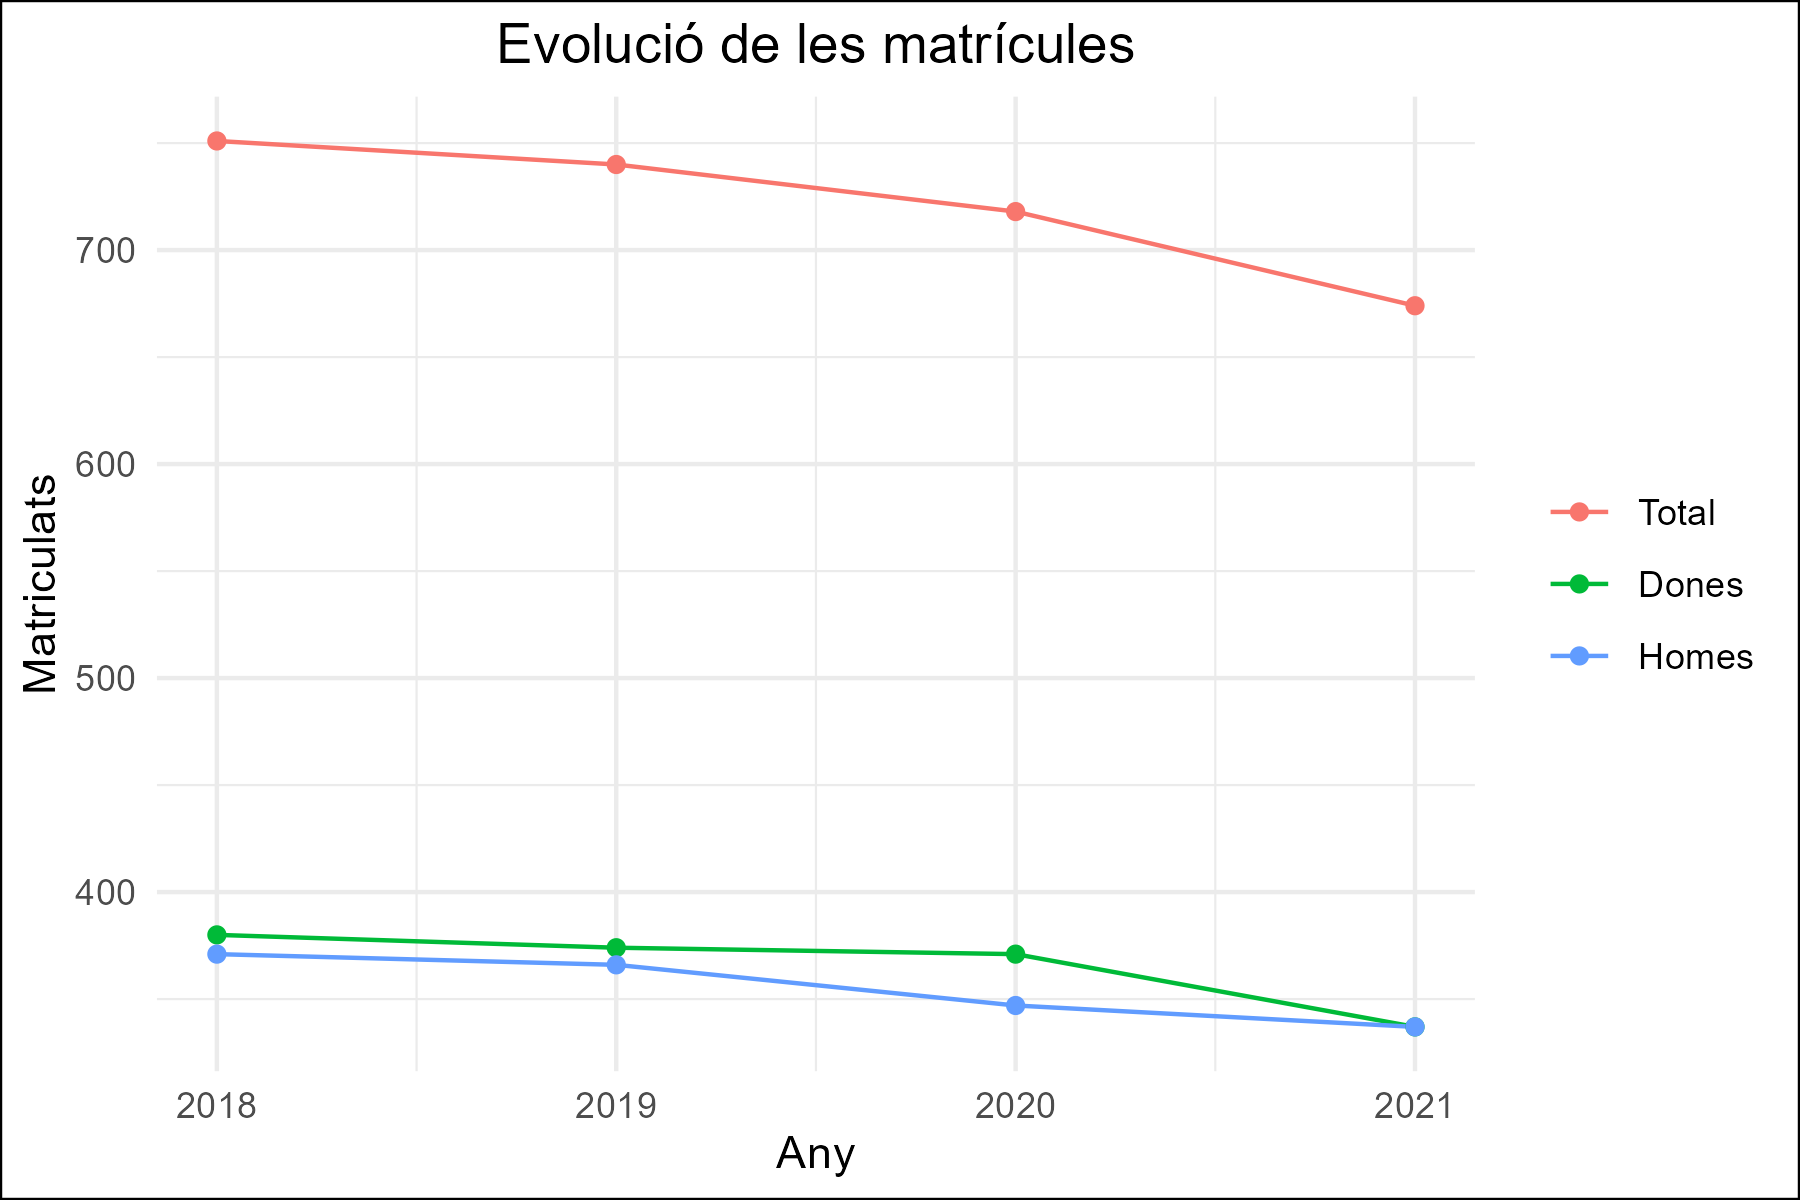 Evolució de les matrícules
Matriculats
700
600
500
400
2018
2019
2020
2021
Any
Total
Dones
Homes